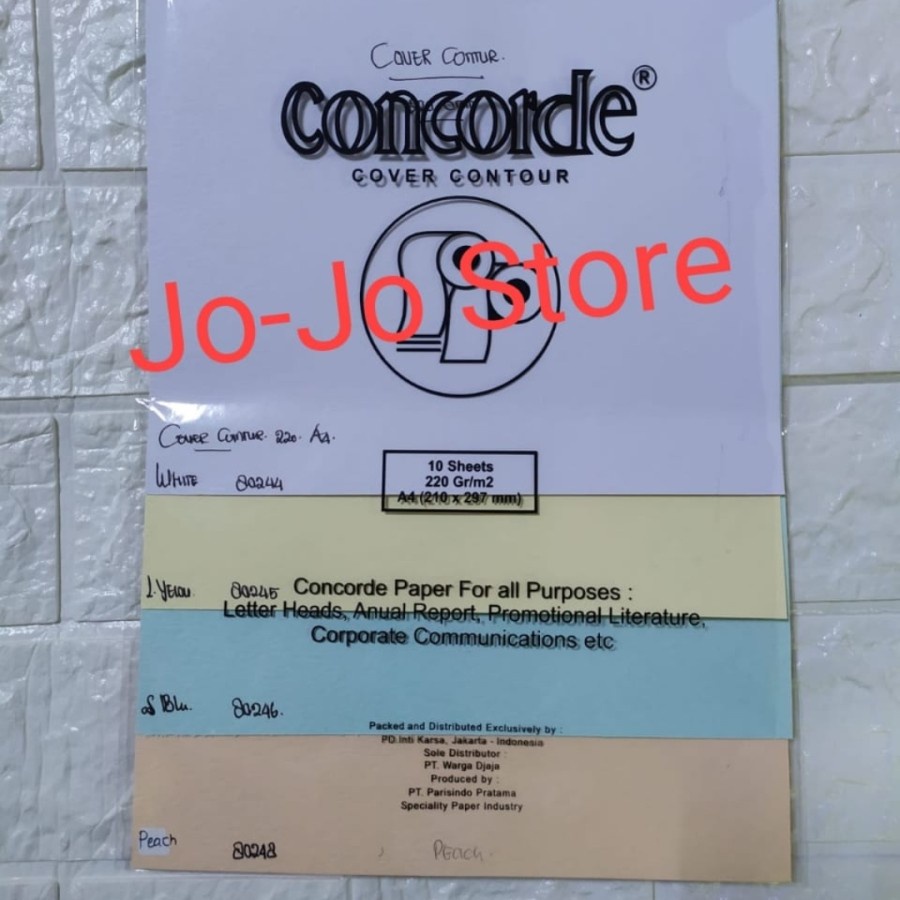 COVER CONTUR.
concorde®
COVER CONTOUR
Jo-Jo Store
COVER CONTUR. 220. A4.
WHITE 80244
10 Sheets
220 Gr/m2
A4 (210 x 297 mm)
L.YELOW 80245
Concorde Paper For all Purposes :
Letter Heads, Anual Report, Promotional Literature,
Corporate Communications etc
S Blu. 80246.
Packed and Distributed Exclusively by :
PD.Inti Karsa, Jakarta - Indonesia
Sole Distributor :
PT. Warga Djaja
Produced by :
PT. Parisindo Pratama
Speciality Paper Industry
Peach 80248 PEach.